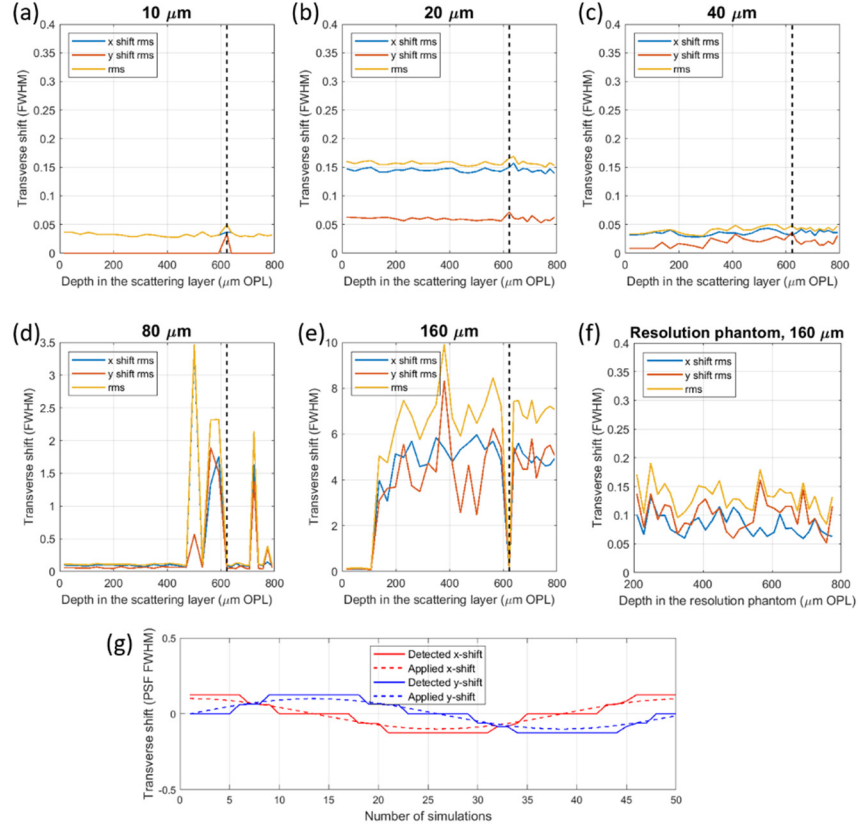 (a)
10 μm
Transverse shift (FWHM)
0.4
0.35
0.3
0.25
0.2
0.15
0.1
0.05
0
x shift rms
y shift rms
rms
0 200 400 600 800
Depth in the scattering layer (μm OPL)
(b)
20 μm
Transverse shift (FWHM)
0.4
0.35
0.3
0.25
0.2
0.15
0.1
0.05
0
x shift rms
y shift rms
rms
0 200 400 600 800
Depth in the scattering layer (μm OPL)
(c)
40 μm
Transverse shift (FWHM)
0.4
0.35
0.3
0.25
0.2
0.15
0.1
0.05
0
x shift rms
y shift rms
rms
0 200 400 600 800
Depth in the scattering layer (μm OPL)
(d)
80 μm
Transverse shift (FWHM)
3.5
3
2.5
2
1.5
1
0.5
0
x shift rms
y shift rms
rms
0 200 400 600 800
Depth in the scattering layer (μm OPL)
(e)
160 μm
Transverse shift (FWHM)
10
8
6
4
2
0
x shift rms
y shift rms
rms
0 200 400 600 800
Depth in the scattering layer (μm OPL)
(f)
Resolution phantom, 160 μm
Transverse shift (FWHM)
0.4
0.35
0.3
0.25
0.2
0.15
0.1
0.05
0
x shift rms
y shift rms
rms
200 300 400 500 600 700 800
Depth in the resolution phantom (μm OPL)
(g)
Transverse shift (PSF FWHM)
0.5
0
-0.5
Detected x-shift
Applied x-shift
Detected y-shift
Applied y-shift
0 5 10 15 20 25 30 35 40 45 50
Number of simulations